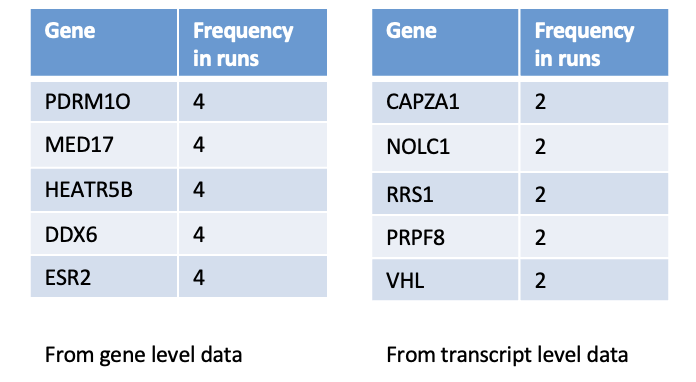 Gene Frequency in runs
PDRM1O 4
MED17 4
HEATR5B 4
DDX6 4
ESR2 4
From gene level data
Gene Frequency in runs
CAPZA1 2
NOLC1 2
RRS1 2
PRPF8 2
VHL 2
From transcript level data